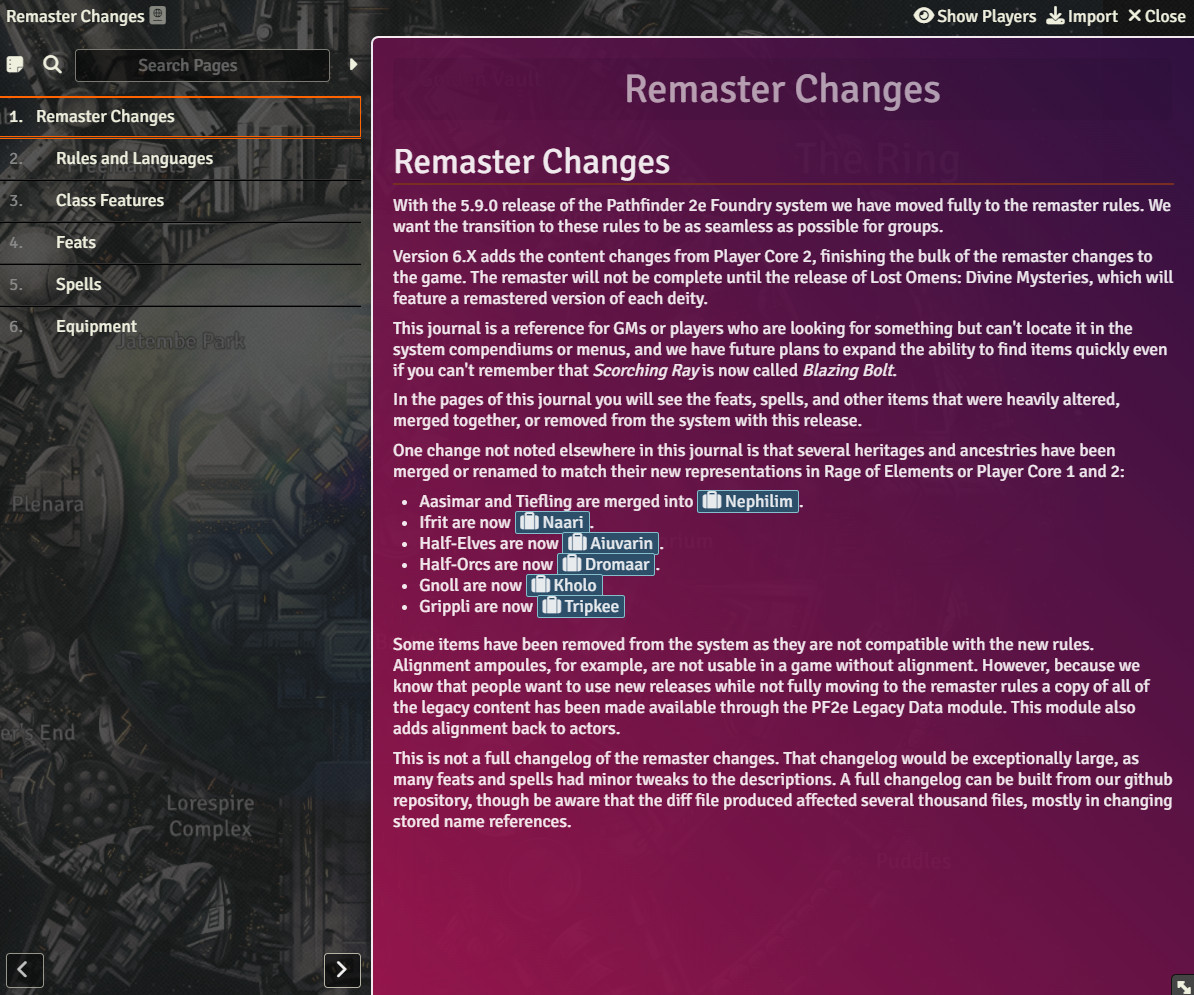 Remaster Changes
Show Players Import Close
Search Pages
1. Remaster Changes
2. Rules and Languages
3. Class Features
4. Feats
5. Spells
6. Equipment
Freemarkets
Jatembe Park
Plenara
er's End
Lorespire
Complex
Remaster Changes
The Ring
Remaster Changes
With the 5.9.0 release of the Pathfinder 2e Foundry system we have moved fully to the remaster rules. We
want the transition to these rules to be as seamless as possible for groups.
Version 6.X adds the content changes from Player Core 2, finishing the bulk of the remaster changes to
the game. The remaster will not be complete until the release of Lost Omens: Divine Mysteries, which will
feature a remastered version of each deity.
This journal is a reference for GMs or players who are looking for something but can't locate it in the
system compendiums or menus, and we have future plans to expand the ability to find items quickly even
if you can't remember that Scorching Ray is now called Blazing Bolt.
In the pages of this journal you will see the feats, spells, and other items that were heavily altered,
merged together, or removed from the system with this release.
One change not noted elsewhere in this journal is that several heritages and ancestries have been
merged or renamed to match their new representations in Rage of Elements or Player Core 1 and 2:
• Aasimar and Tiefling are merged into Nephilim.
• Ifrit are now Naari.
• Half-Elves are now Aiuvarin.
• Half-Orcs are now Dromaar.
• Gnoll are now Kholo
• Grippli are now Tripkee
Some items have been removed from the system as they are not compatible with the new rules.
Alignment ampoules, for example, are not usable in a game without alignment. However, because we
know that people want to use new releases while not fully moving to the remaster rules a copy of all of
the legacy content has been made available through the PF2e Legacy Data module. This module also
adds alignment back to actors.
This is not a full changelog of the remaster changes. That changelog would be exceptionally large, as
many feats and spells had minor tweaks to the descriptions. A full changelog can be built from our github
repository, though be aware that the diff file produced affected several thousand files, mostly in changing
stored name references.
Puddles